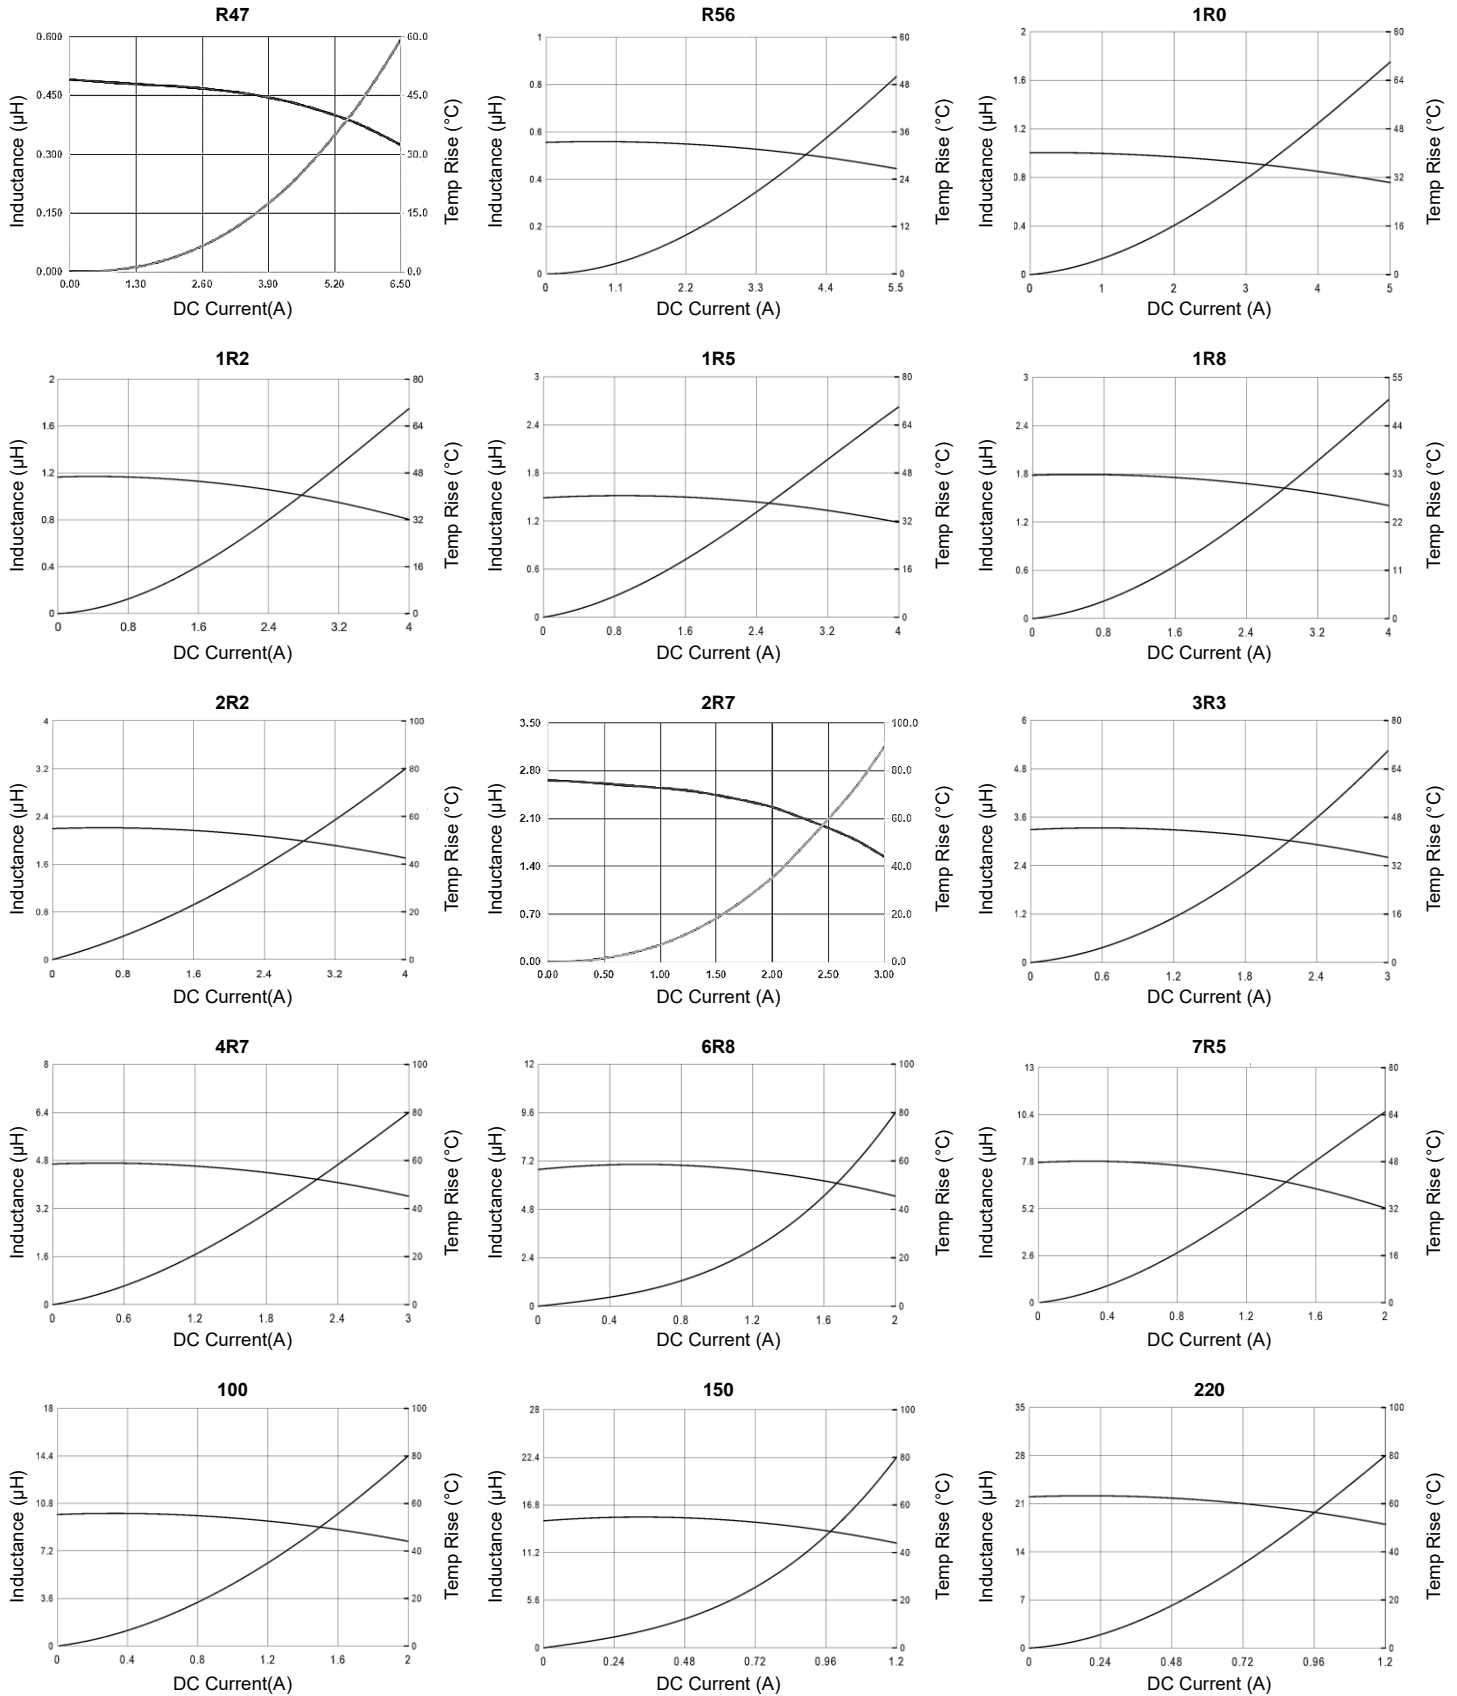 R47
R56
1R0
0.600
0.450
0.300
0.150
0.000
60.0
45.0
30.0
15.0
0.0
0.00 1.30 2.60 3.90 5.20 6.50
Inductance (µH)
Temp Rise (°C)
DC Current(A)
1
0.8
0.6
0.4
0.2
0
60
48
36
24
12
0
0 1.1 2.2 3.3 4.4 5.5
Inductance (µH)
Temp Rise (°C)
DC Current (A)
2
1.6
1.2
0.8
0.4
0
80
64
48
32
16
0
0 1 2 3 4 5
Inductance (µH)
Temp Rise (°C)
DC Current (A)
1R2
1R5
1R8
2
1.6
1.2
0.8
0.4
0
80
64
48
32
16
0
0 0.8 1.6 2.4 3.2 4
Inductance (µH)
Temp Rise (°C)
DC Current(A)
3
2.4
1.8
1.2
0.6
0
80
64
48
32
16
0
0 0.8 1.6 2.4 3.2 4
Inductance (µH)
Temp Rise (°C)
DC Current (A)
3
2.4
1.8
1.2
0.6
0
55
44
33
22
11
0
0 0.8 1.6 2.4 3.2 4
Inductance (µH)
Temp Rise (°C)
DC Current (A)
2R2
2R7
3R3
4
3.2
2.4
1.6
0.8
0
100
80
60
40
20
0
0 0.8 1.6 2.4 3.2 4
Inductance (µH)
Temp Rise (°C)
DC Current(A)
3.50
2.80
2.10
1.40
0.70
0.00
100.0
80.0
60.0
40.0
20.0
0.0
0.00 0.50 1.00 1.50 2.00 2.50 3.00
Inductance (µH)
Temp Rise (°C)
DC Current (A)
6
4.8
3.6
2.4
1.2
0
80
64
48
32
16
0
0 0.6 1.2 1.8 2.4 3
Inductance (µH)
Temp Rise (°C)
DC Current (A)
4R7
6R8
7R5
8
6.4
4.8
3.2
1.6
0
100
80
60
40
20
0
0 0.6 1.2 1.8 2.4 3
Inductance (µH)
Temp Rise (°C)
DC Current(A)
12
9.6
7.2
4.8
2.4
0
100
80
60
40
20
0
0 0.4 0.8 1.2 1.6 2
Inductance (µH)
Temp Rise (°C)
DC Current (A)
13
10.4
7.8
5.2
2.6
0
80
64
48
32
16
0
0 0.4 0.8 1.2 1.6 2
Inductance (µH)
Temp Rise (°C)
DC Current (A)
100
150
220
18
14.4
10.8
7.2
3.6
0
100
80
60
40
20
0
0 0.4 0.8 1.2 1.6 2
Inductance (µH)
Temp Rise (°C)
DC Current(A)
28
22.4
16.8
11.2
5.6
0
100
80
60
40
20
0
0 0.24 0.48 0.72 0.96 1.2
Inductance (µH)
Temp Rise (°C)
DC Current (A)
35
28
21
14
7
0
100
80
60
40
20
0
0 0.24 0.48 0.72 0.96 1.2
Inductance (µH)
Temp Rise (°C)
DC Current (A)